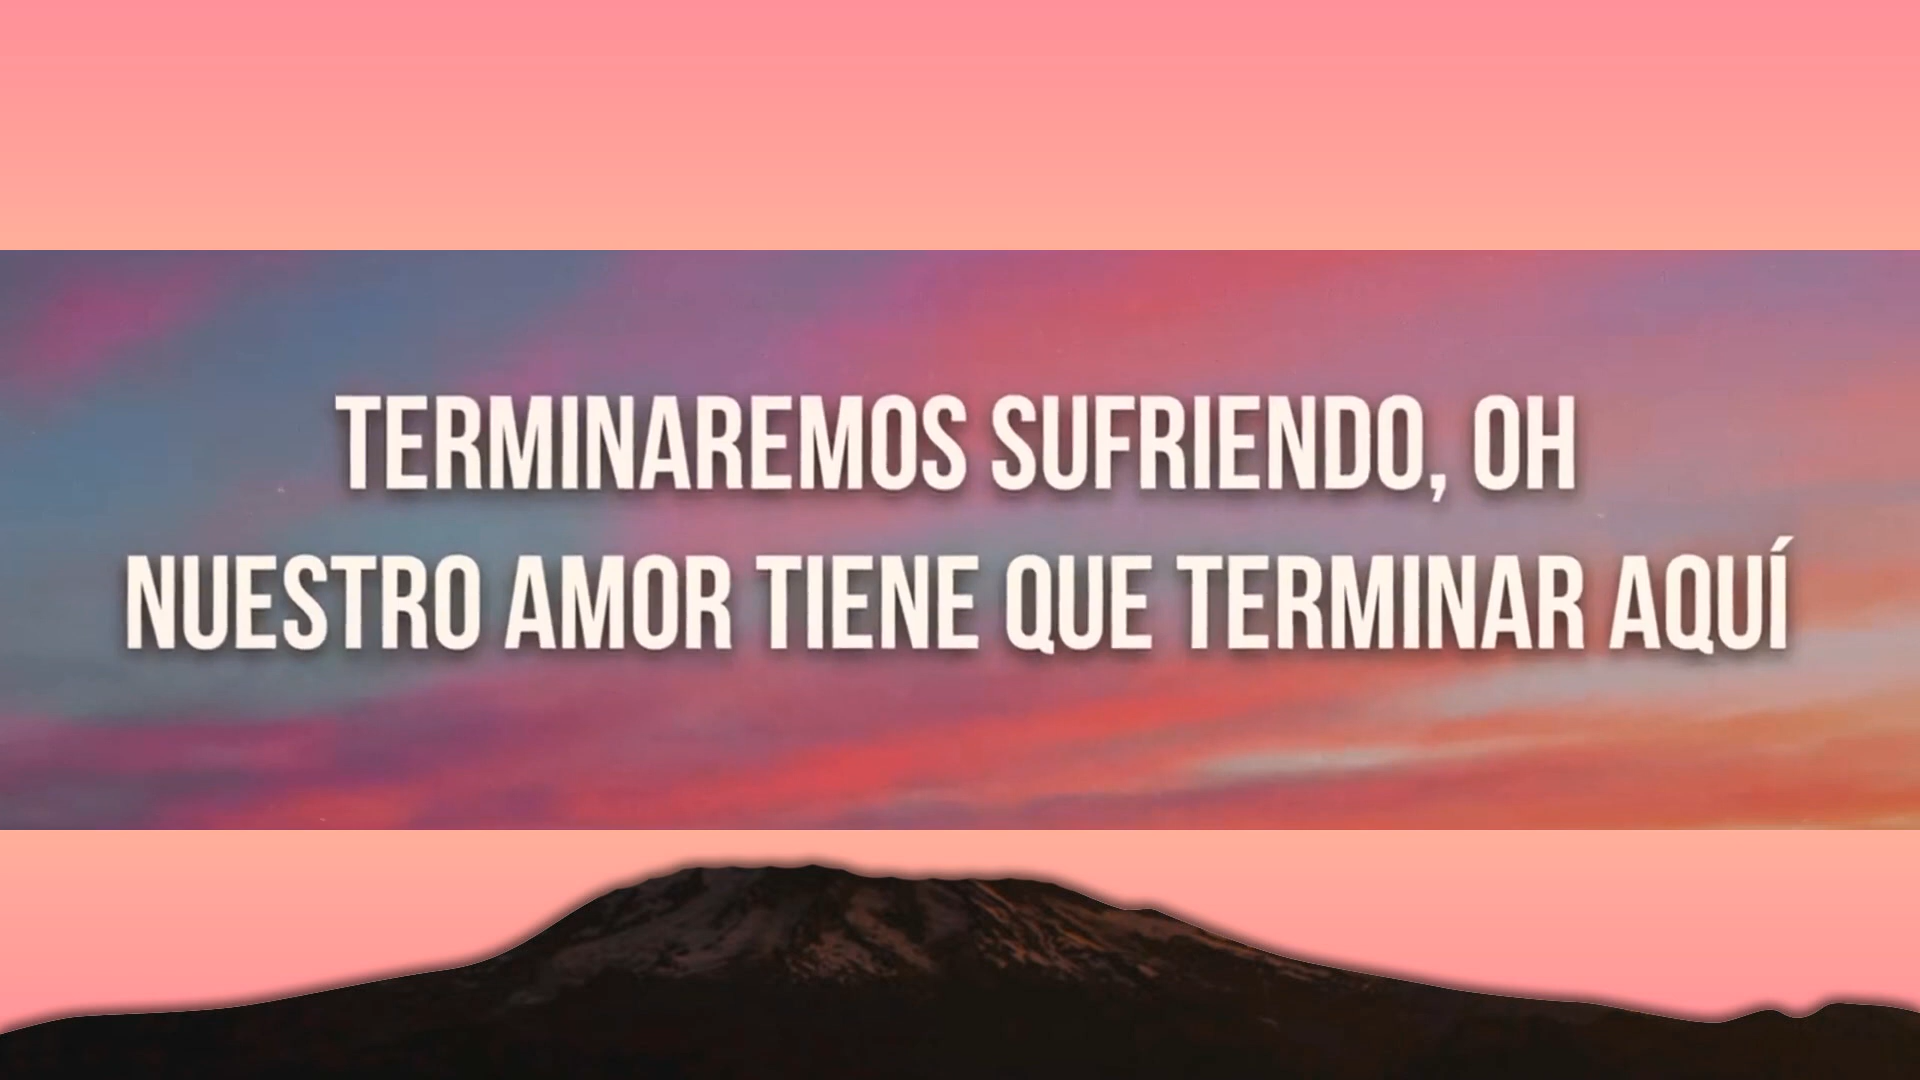 TERMINAREMOS SUFRIENDO, OH
NUESTRO AMOR TIENE QUE TERMINAR AQUÍ